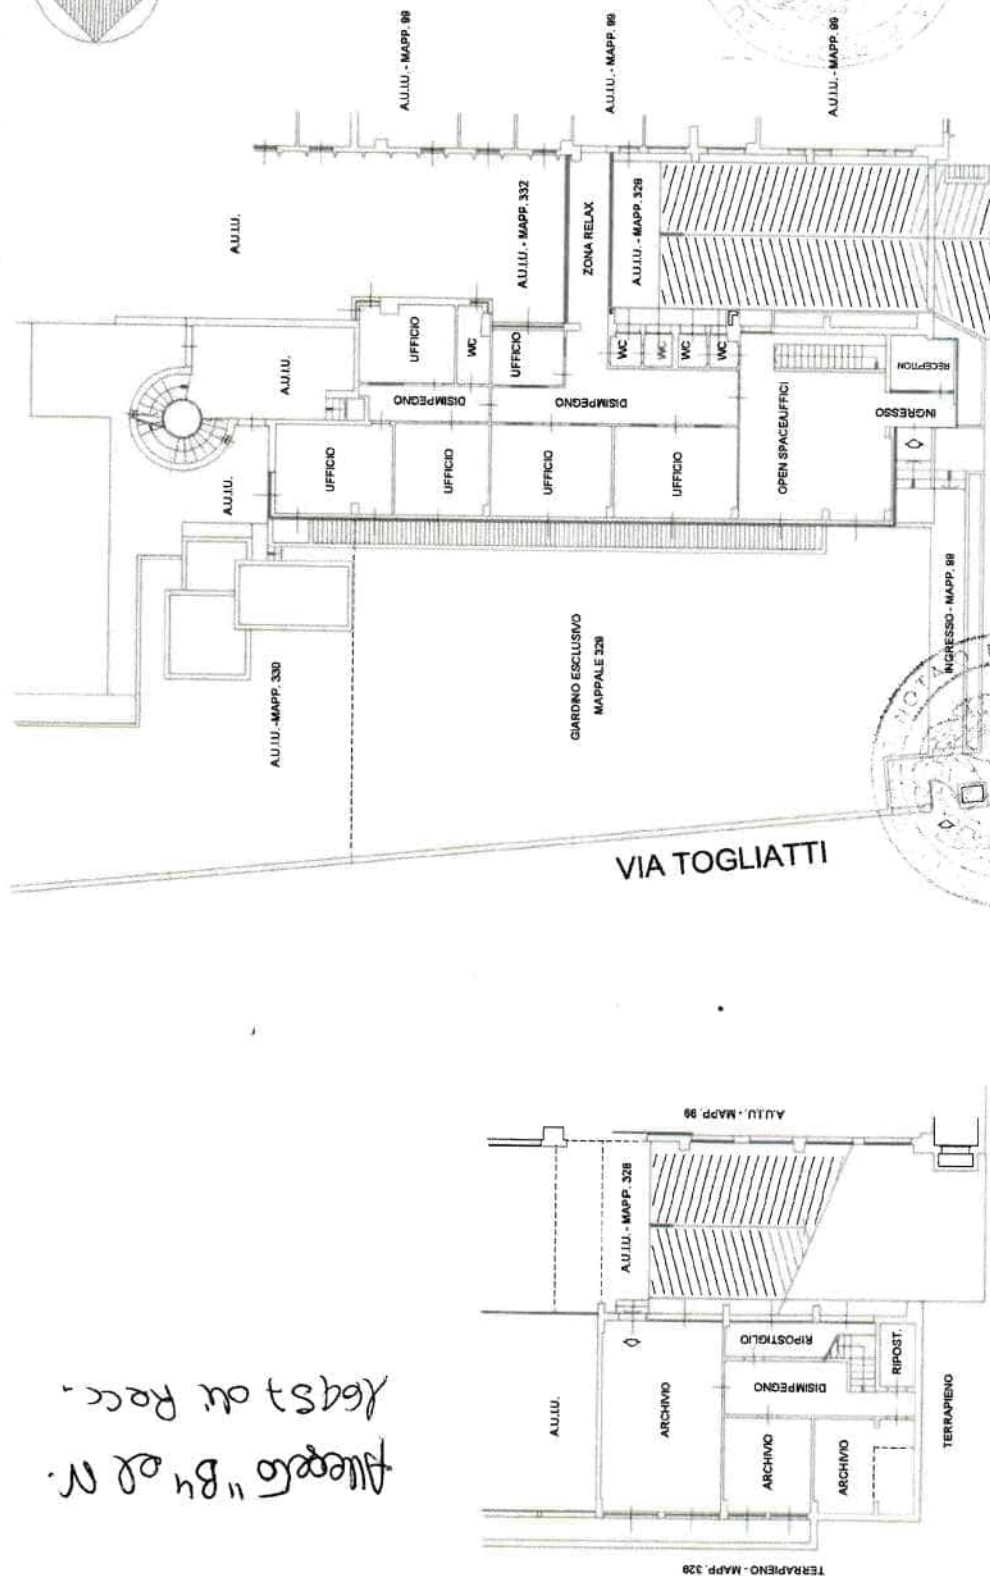 A.U.I.U. - MAPP. 99
A.U.I.U. - MAPP. 99
A.U.I.U. - MAPP. 99
A.U.I.U.
A.U.I.U. - MAPP. 332
ZONA RELAX
A.U.I.U. - MAPP. 328
A.U.I.U.
UFFICIO
WC
UFFICIO
WC
WC
WC
WC
RECEPTION
DISIMPEGNO
DISIMPEGNO
INGRESSO
A.U.I.U.
UFFICIO
UFFICIO
UFFICIO
UFFICIO
OPEN SPACE/UFFICI
A.U.I.U. -MAPP. 330
GIARDINO ESCLUSIVO
MAPPALE 329
INGRESSO - MAPP. 99
NOTA
VIA TOGLIATTI
A.U.I.U. - MAPP. 99
A.U.I.U. - MAPP. 328
RIPOSTIGLIO
RIPOST.
DISIMPEGNO
A.U.I.U.
ARCHIVIO
ARCHIVIO
ARCHIVIO
TERRAPIENO
TERRAPIENO - MAPP. 329
Allegato "B" al N.
di Racc.